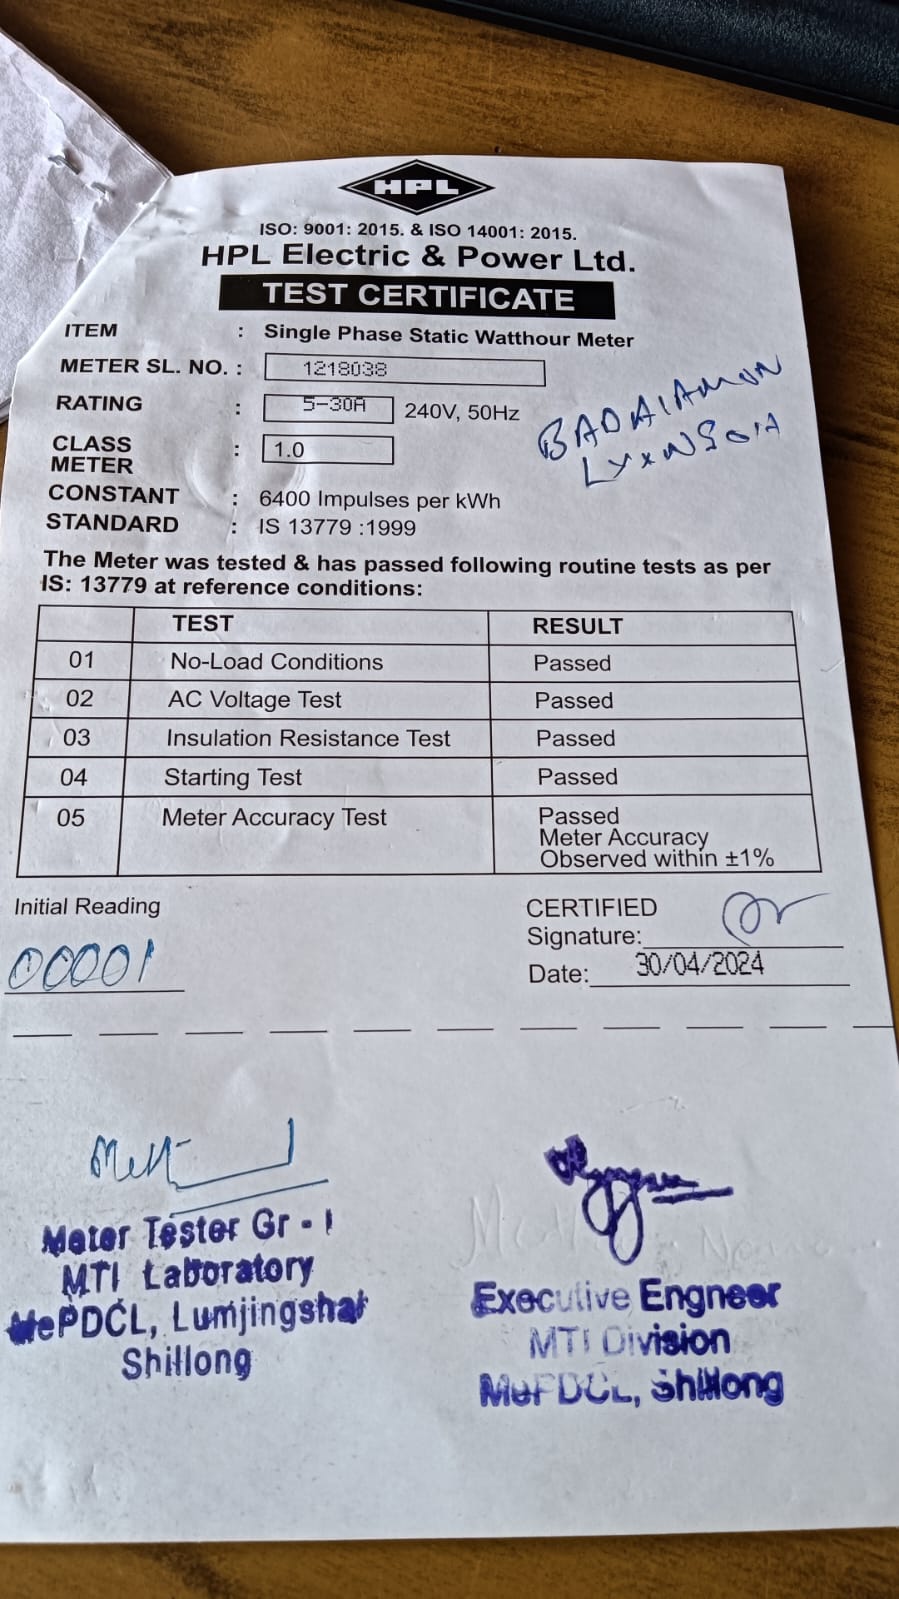 HPL
ISO: 9001: 2015. & ISO 14001: 2015.
HPL Electric & Power Ltd.
TEST CERTIFICATE
ITEM : Single Phase Static Watthour Meter
METER SL. NO. : 1218038
RATING : 5-30A 240V, 50Hz
CLASS : 1.0
METER
CONSTANT : 6400 Impulses per kWh
STANDARD : IS 13779 :1999
BADAIAMON
The Meter was tested & has passed following routine tests as per
IS: 13779 at reference conditions:
TEST RESULT
01 No-Load Conditions Passed
02 AC Voltage Test Passed
03 Insulation Resistance Test Passed
04 Starting Test Passed
05 Meter Accuracy Test Passed
Meter Accuracy
Observed within ±1%
Initial Reading
00001
CERTIFIED
Signature:
Date: 30/04/2024
Meter Tester Gr - I
MTI Laboratory
MePDCL, Lumjingshai
Shillong
Executive Engneer
MTI Division
MePDCL, Shillong